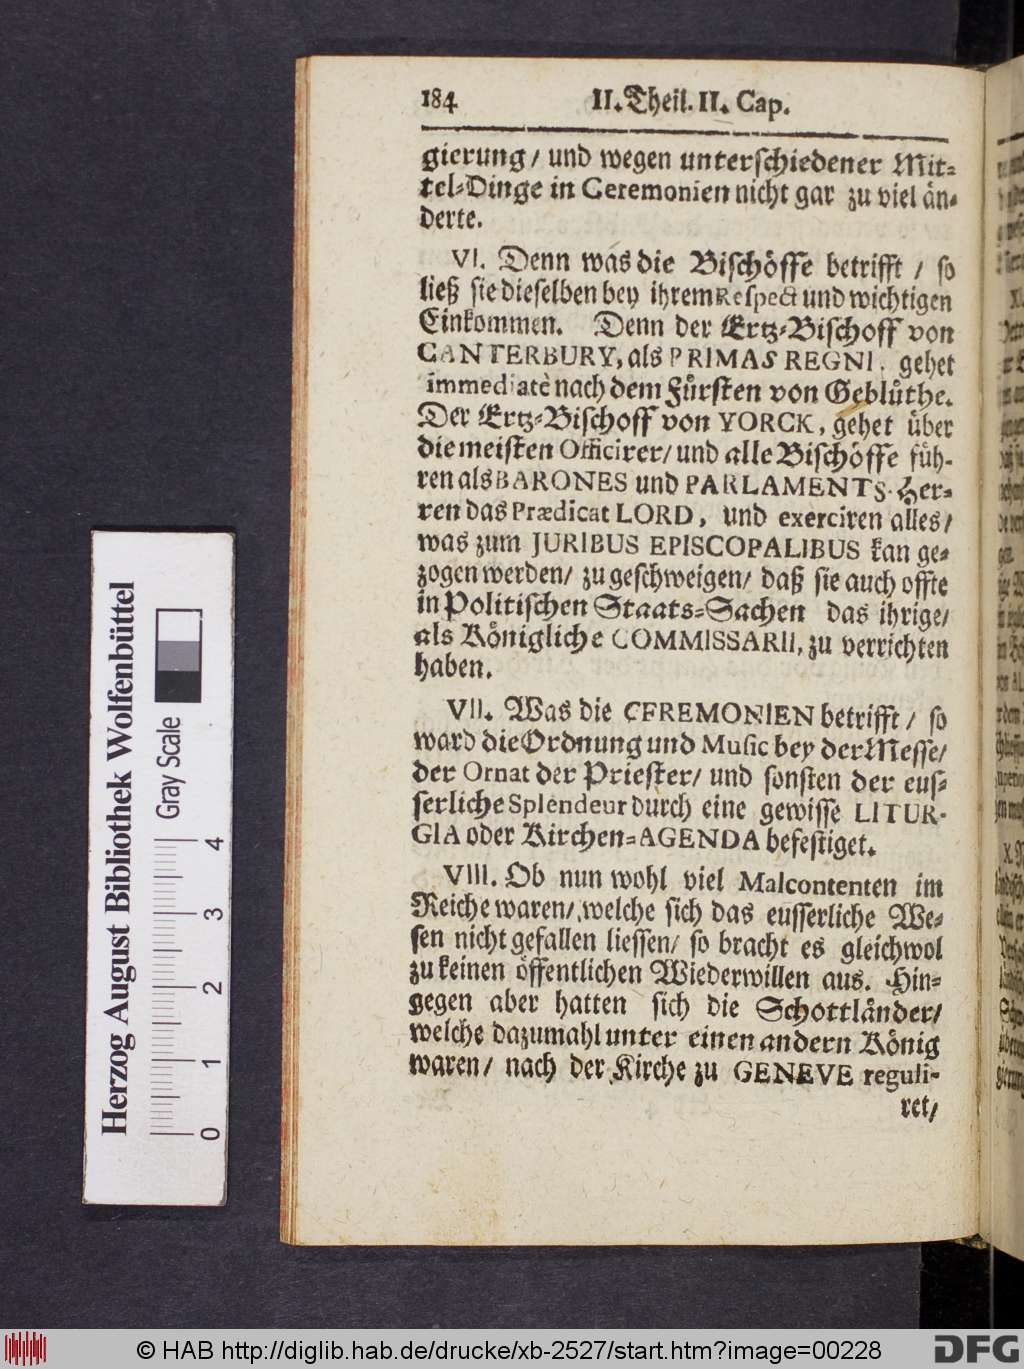 184 II. Theil. II. Cap.
gierung/ und wegen unterschiedener Mit-
tel-Dinge in Ceremonien nicht gar zu viel än-
derte.
VI. Denn was die Bischöffe betrifft / so
ließ sie dieselben bey ihrem Respect und wichtigen
Einkommen. Denn der Ertz-Bischoff von
CANTERBURY, als PRIMAS REGNI, gehet
immediatè nach dem Fürsten von Geblüthe.
Der Ertz-Bischoff von YORCK, gehet über
die meisten Officirer/ und alle Bischöffe füh-
ren als BARONES und PARLAMENTS-Her-
ren das Prædicat LORD, und exerciren alles/
was zum JURIBUS EPISCOPALIBUS kan ge-
zogen werden/ zu geschweigen/ daß sie auch offte
in Politischen Staats-Sachen das ihrige/
als Königliche COMMISSARII, zu verrichten
haben.
VII. Was die CEREMONIEN betrifft / so
ward die Ordnung und Music bey der Messe/
der Ornat der Priester/ und sonsten der eus-
serliche Splendeur durch eine gewisse LITUR-
GIA oder Kirchen-AGENDA befestiget.
VIII. Ob nun wohl viel Malcontenten im
Reiche waren/ welche sich das eusserliche We-
sen nicht gefallen liessen/ so bracht es gleichwol
zu keinen öffentlichen Wiederwillen aus. Hin-
gegen aber hatten sich die Schottländer/
welche dazumahl unter einen andern König
waren/ nach der Kirche zu GENEVE reguli-
ret/
Herzog August Bibliothek Wolfenbüttel
Gray Scale
0 1 2 3 4
© HAB http://diglib.hab.de/drucke/xb-2527/start.htm?image=00228
DFG